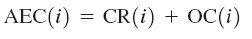 AEC(i) = CR(i) + OC(i)